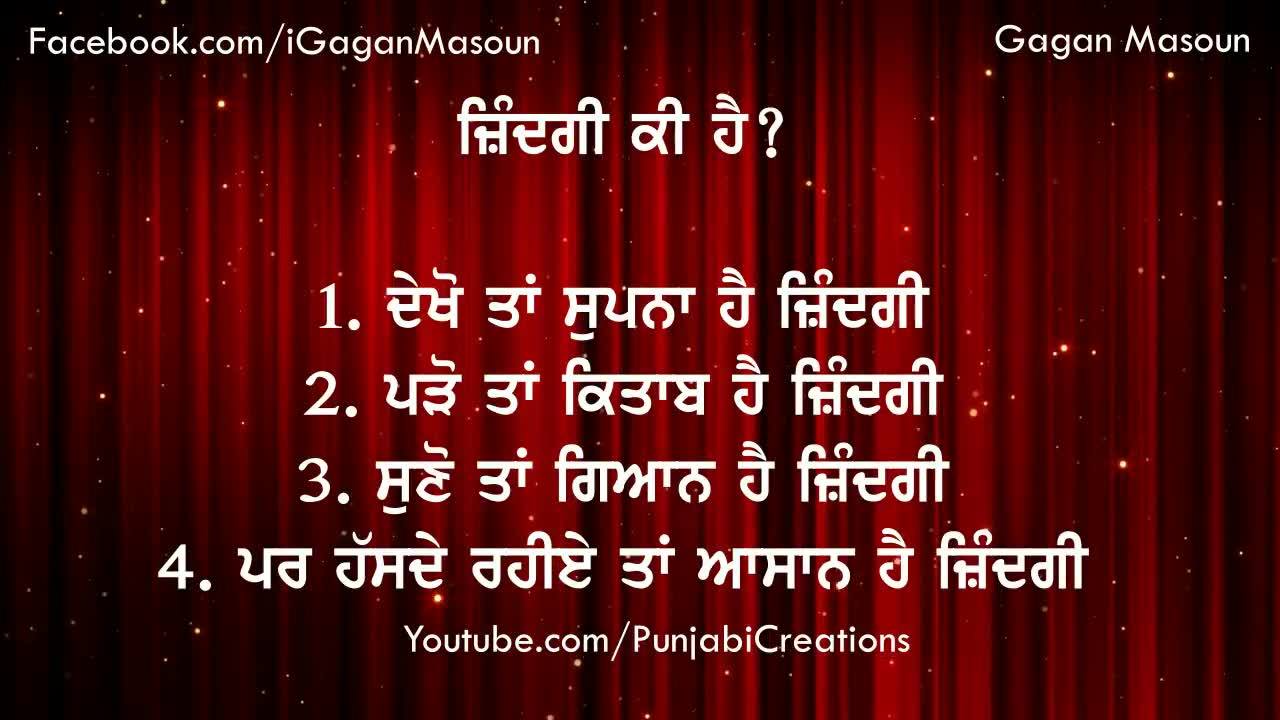 Facebook.com/iGaganMasoun
Gagan Masoun
ਜ਼ਿੰਦਗੀ ਕੀ ਹੈ?
1. ਦੇਖੋ ਤਾਂ ਸੁਪਨਾ ਹੈ ਜ਼ਿੰਦਗੀ
2. ਪੜੋ ਤਾਂ ਕਿਤਾਬ ਹੈ ਜ਼ਿੰਦਗੀ
3. ਸੁਣੋ ਤਾਂ ਗਿਆਨ ਹੈ ਜ਼ਿੰਦਗੀ
4. ਪਰ ਹੱਸਦੇ ਰਹੀਏ ਤਾਂ ਆਸਾਨ ਹੈ ਜ਼ਿੰਦਗੀ
Youtube.com/PunjabiCreations